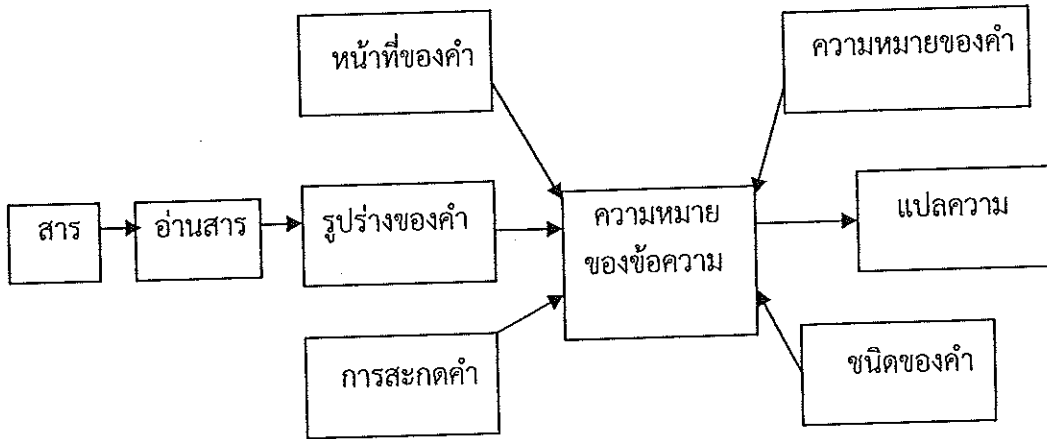 หน้าที่ของคำ
ความหมายของคำ
สาร
อ่านสาร
รูปร่างของคำ
ความหมาย
ของข้อความ
แปลความ
การสะกดคำ
ชนิดของคำ